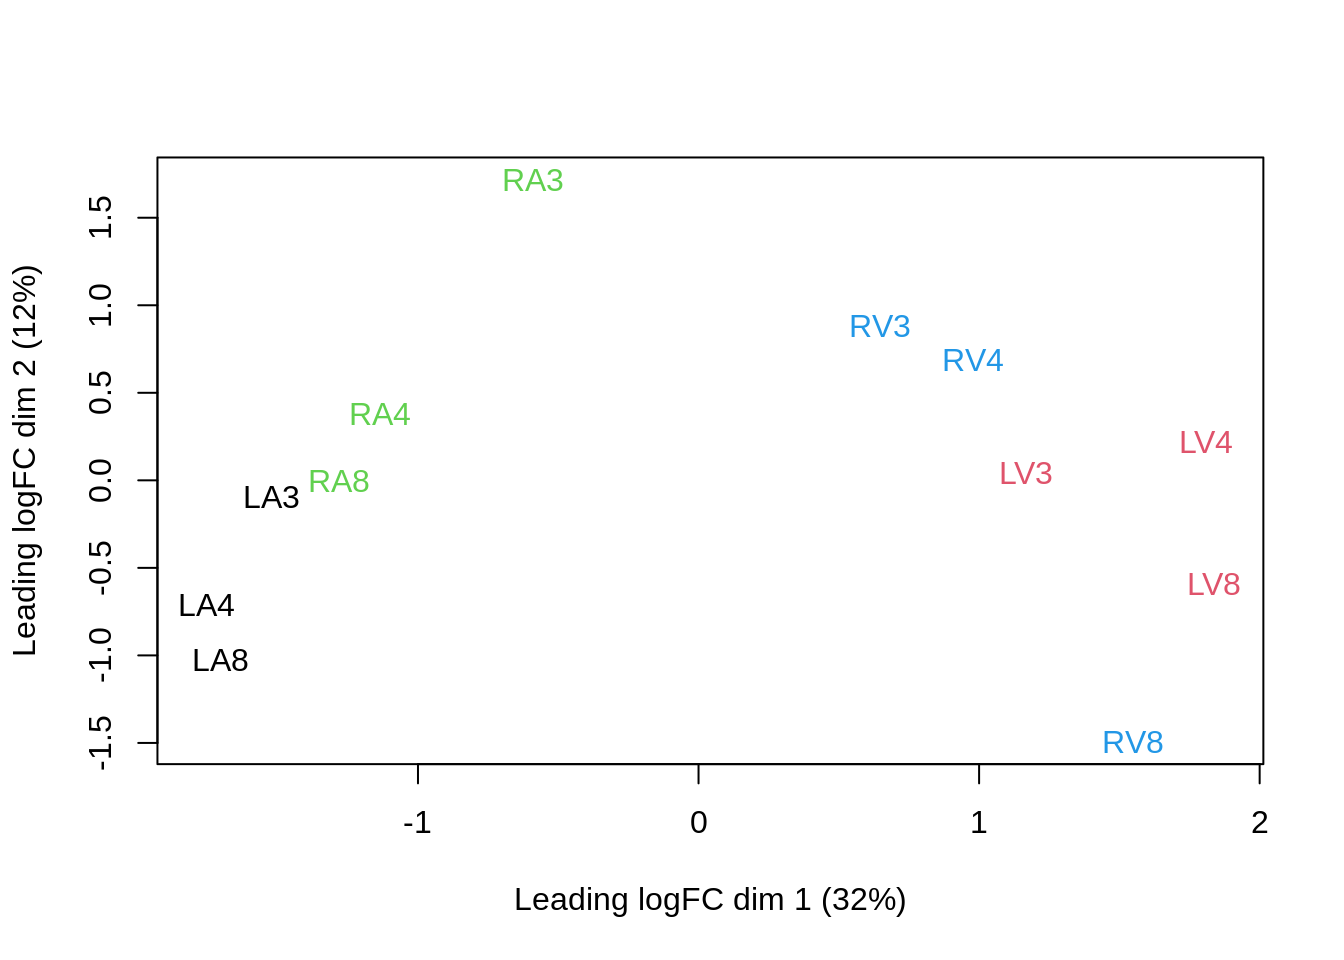 RA3
1.5
1.0
RV3
RV4
0.5
RA4
LV4
0.0
RA8
LV3
LA3
-0.5
LV8
LA4
-1.0
LA8
-1.5
RV8
Leading logFC dim 2 (12%)
-1 0 1 2
Leading logFC dim 1 (32%)